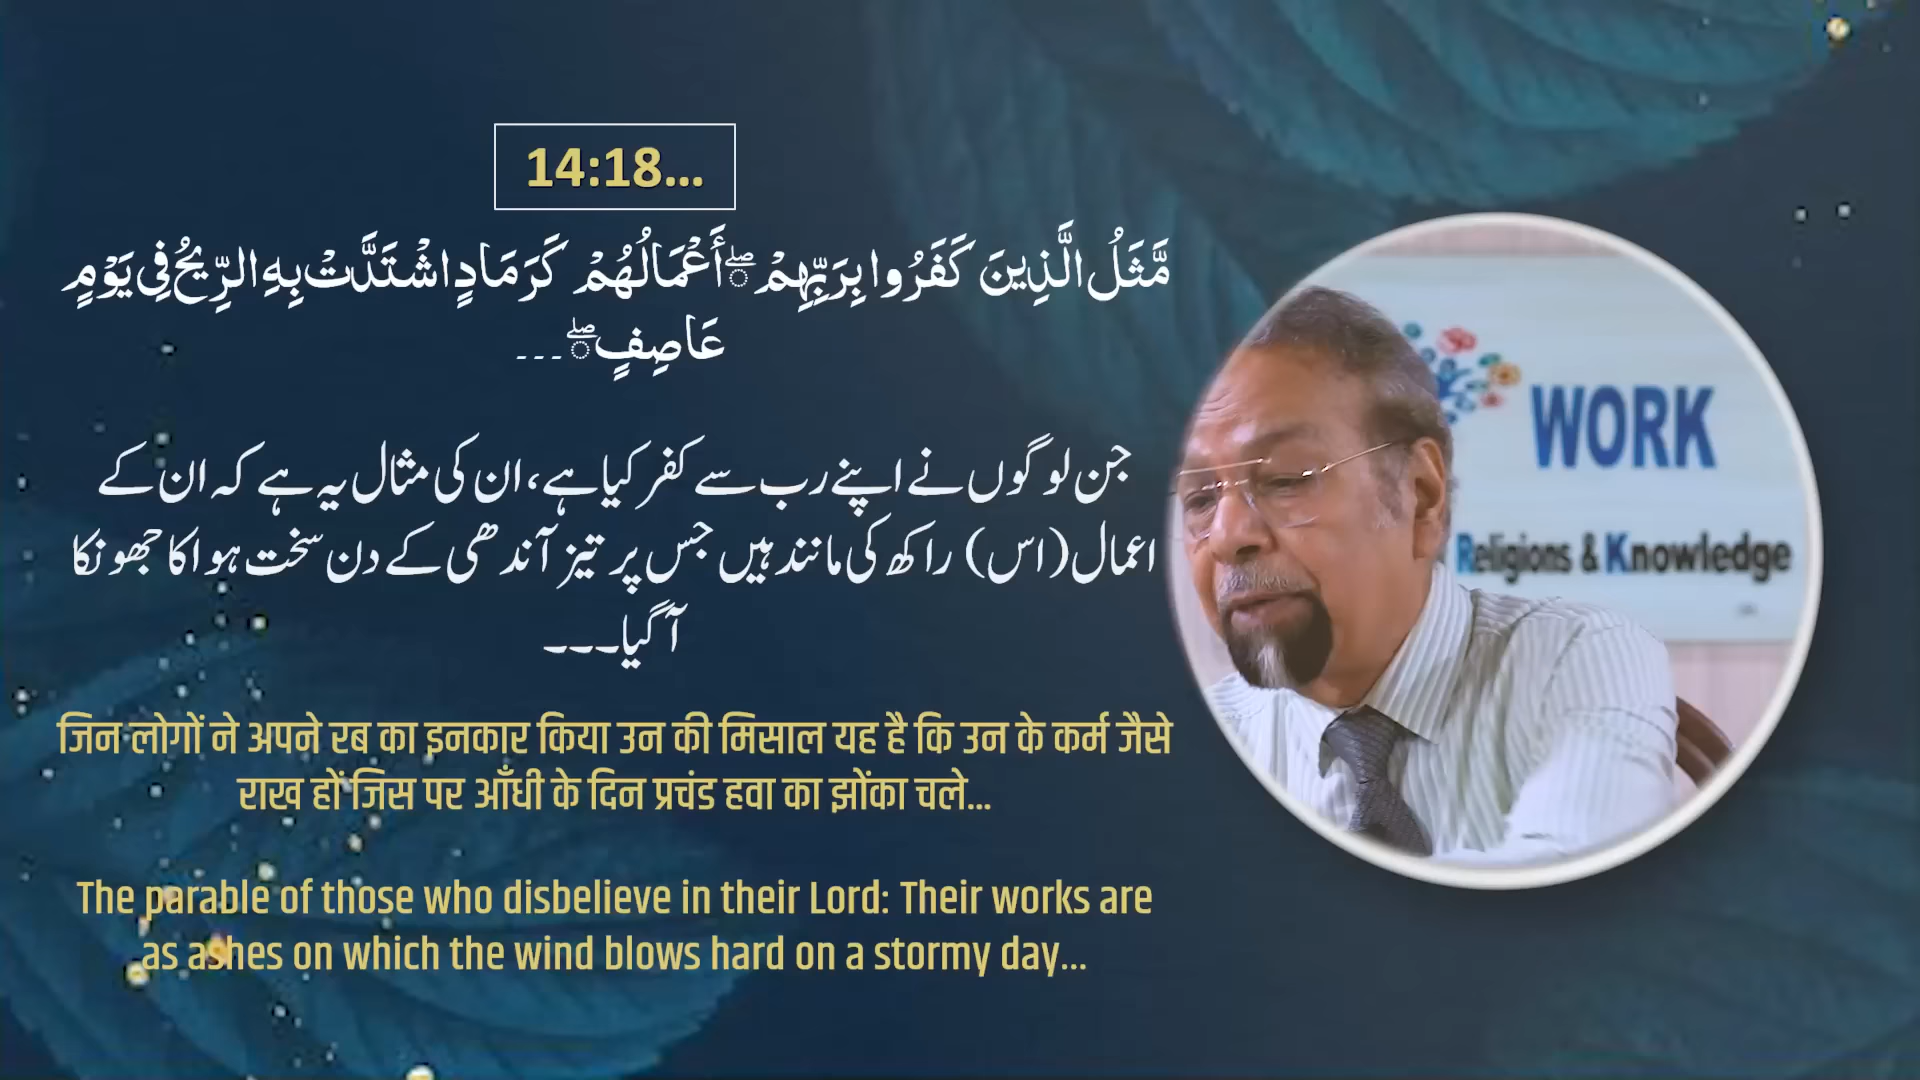 14:18...
مَّثَلُ الَّذِينَ كَفَرُوا بِرَبِّهِمْ ۖ أَعْمَالُهُمْ كَرَمَادٍ اشْتَدَّتْ بِهِ الرِّيحُ فِي يَوْمٍ
عَاصِفٍ ۖ ---
جن لوگوں نے اپنے رب سے کفر کیا ہے، ان کی مثال یہ ہے کہ ان کے
اعمال (اس) راکھ کی مانند ہیں جس پر تیز آندھی کے دن سخت ہوا کا جھونکا
آگیا۔۔۔
जिन लोगों ने अपने रब का इनकार किया उन की मिसाल यह है कि उन के कर्म जैसे
राख हों जिस पर आँधी के दिन प्रचंड हवा का झोंका चले...
The parable of those who disbelieve in their Lord: Their works are
as ashes on which the wind blows hard on a stormy day...
WORK
Religions & Knowledge